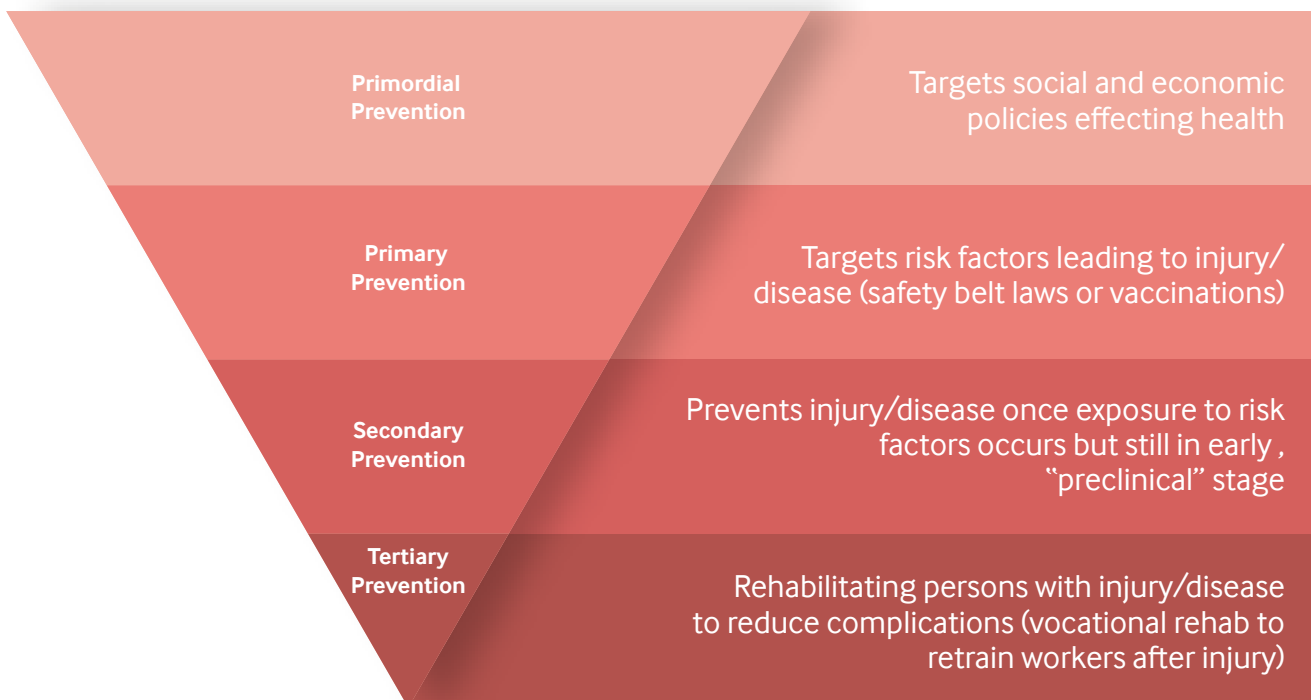 Primordial
Prevention
Targets social and economic
policies effecting health
Primary
Prevention
Targets risk factors leading to injury/
disease (safety belt laws or vaccinations)
Secondary
Prevention
Prevents injury/disease once exposure to risk
factors occurs but still in early ,
“preclinical” stage
Tertiary
Prevention
Rehabilitating persons with injury/disease
to reduce complications (vocational rehab to
retrain workers after injury)